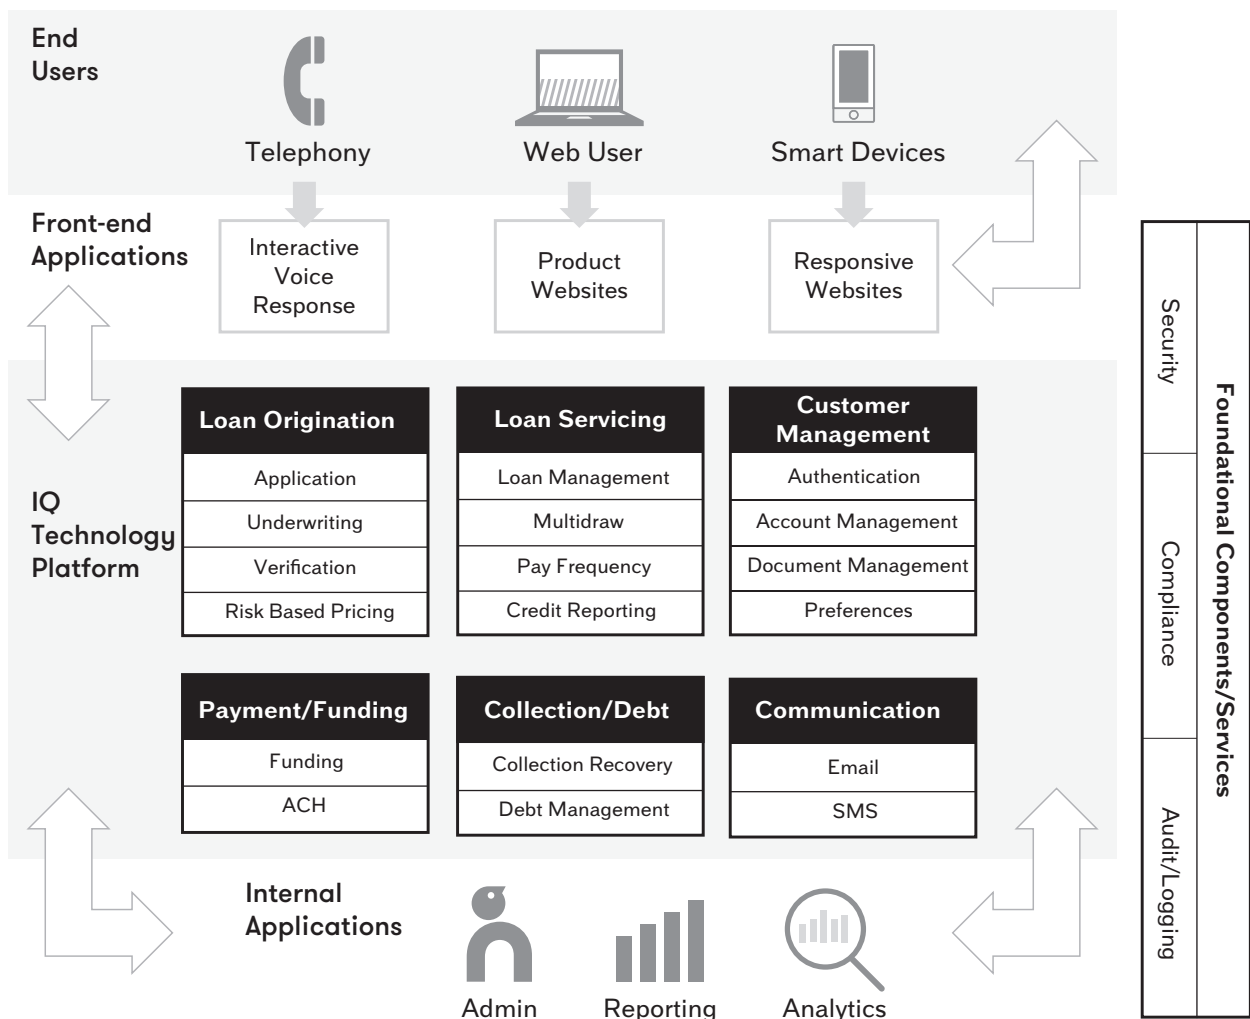 End
Users
Telephony
Web User
Smart Devices
Front-end
Applications
Interactive
Voice
Response
Product
Websites
Responsive
Websites
IQ
Technology
Platform
Loan Origination
Application
Underwriting
Verification
Risk Based Pricing
Loan Servicing
Loan Management
Multidraw
Pay Frequency
Credit Reporting
Customer
Management
Authentication
Account Management
Document Management
Preferences
Payment/Funding
Funding
ACH
Collection/Debt
Collection Recovery
Debt Management
Communication
Email
SMS
Internal
Applications
Admin
Reporting
Analytics
Foundational Components/Services
Security
Compliance
Audit/Logging